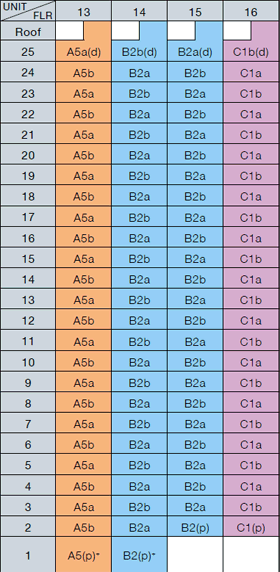 UNIT FLR 13 14 15 16
Roof
25 A5a(d) B2b(d) B2a(d) C1b(d)
24 A5b B2a B2b C1a
23 A5a B2a B2b C1b
22 A5b B2a B2b C1a
21 A5a B2a B2b C1b
20 A5b B2a B2b C1a
19 A5a B2a B2b C1b
18 A5b B2a B2b C1a
17 A5a B2a B2b C1b
16 A5b B2a B2b C1a
15 A5a B2a B2b C1b
14 A5b B2a B2b C1a
13 A5a B2a B2b C1b
12 A5b B2a B2b C1a
11 A5a B2a B2b C1b
10 A5b B2a B2b C1a
9 A5a B2a B2b C1b
8 A5b B2a B2b C1a
7 A5a B2a B2b C1b
6 A5b B2a B2b C1a
5 A5a B2a B2b C1b
4 A5b B2a B2b C1a
3 A5a B2a B2b C1b
2 A5b B2a B2(p) C1(p)
1 A5(p)* B2(p)*